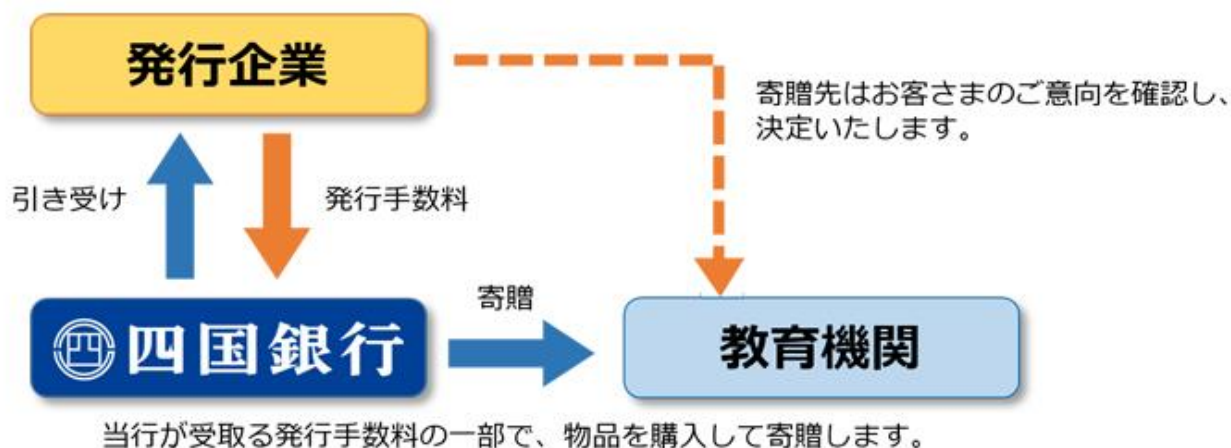 発行企業
寄贈先はお客さまのご意向を確認し、
決定いたします。
引き受け
発行手数料
四国銀行
寄贈
教育機関
当行が受取る発行手数料の一部で、物品を購入して寄贈します。